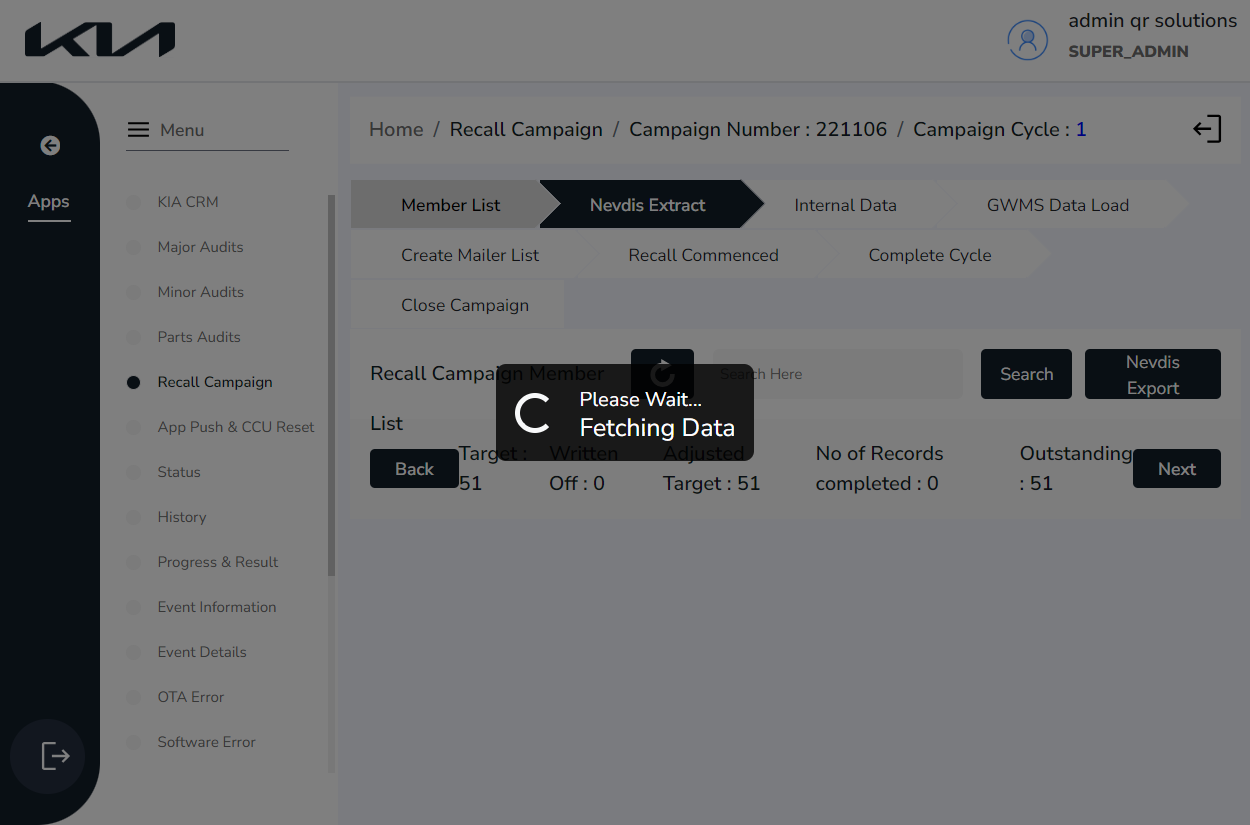 KIA
admin qr solutions
SUPER_ADMIN
Apps
Menu
KIA CRM
Major Audits
Minor Audits
Parts Audits
Recall Campaign
App Push & CCU Reset
Status
History
Progress & Result
Event Information
Event Details
OTA Error
Software Error
Home / Recall Campaign / Campaign Number : 221106 / Campaign Cycle : 1
Member List
Nevdis Extract
Internal Data
GWMS Data Load
Create Mailer List
Recall Commenced
Complete Cycle
Close Campaign
Recall Campaign Member
List
Search Here
Search
Nevdis
Export
Please Wait...
Fetching Data
Back
Target :
51
Written
Off : 0
Adjusted
Target : 51
No of Records
completed : 0
Outstanding
: 51
Next